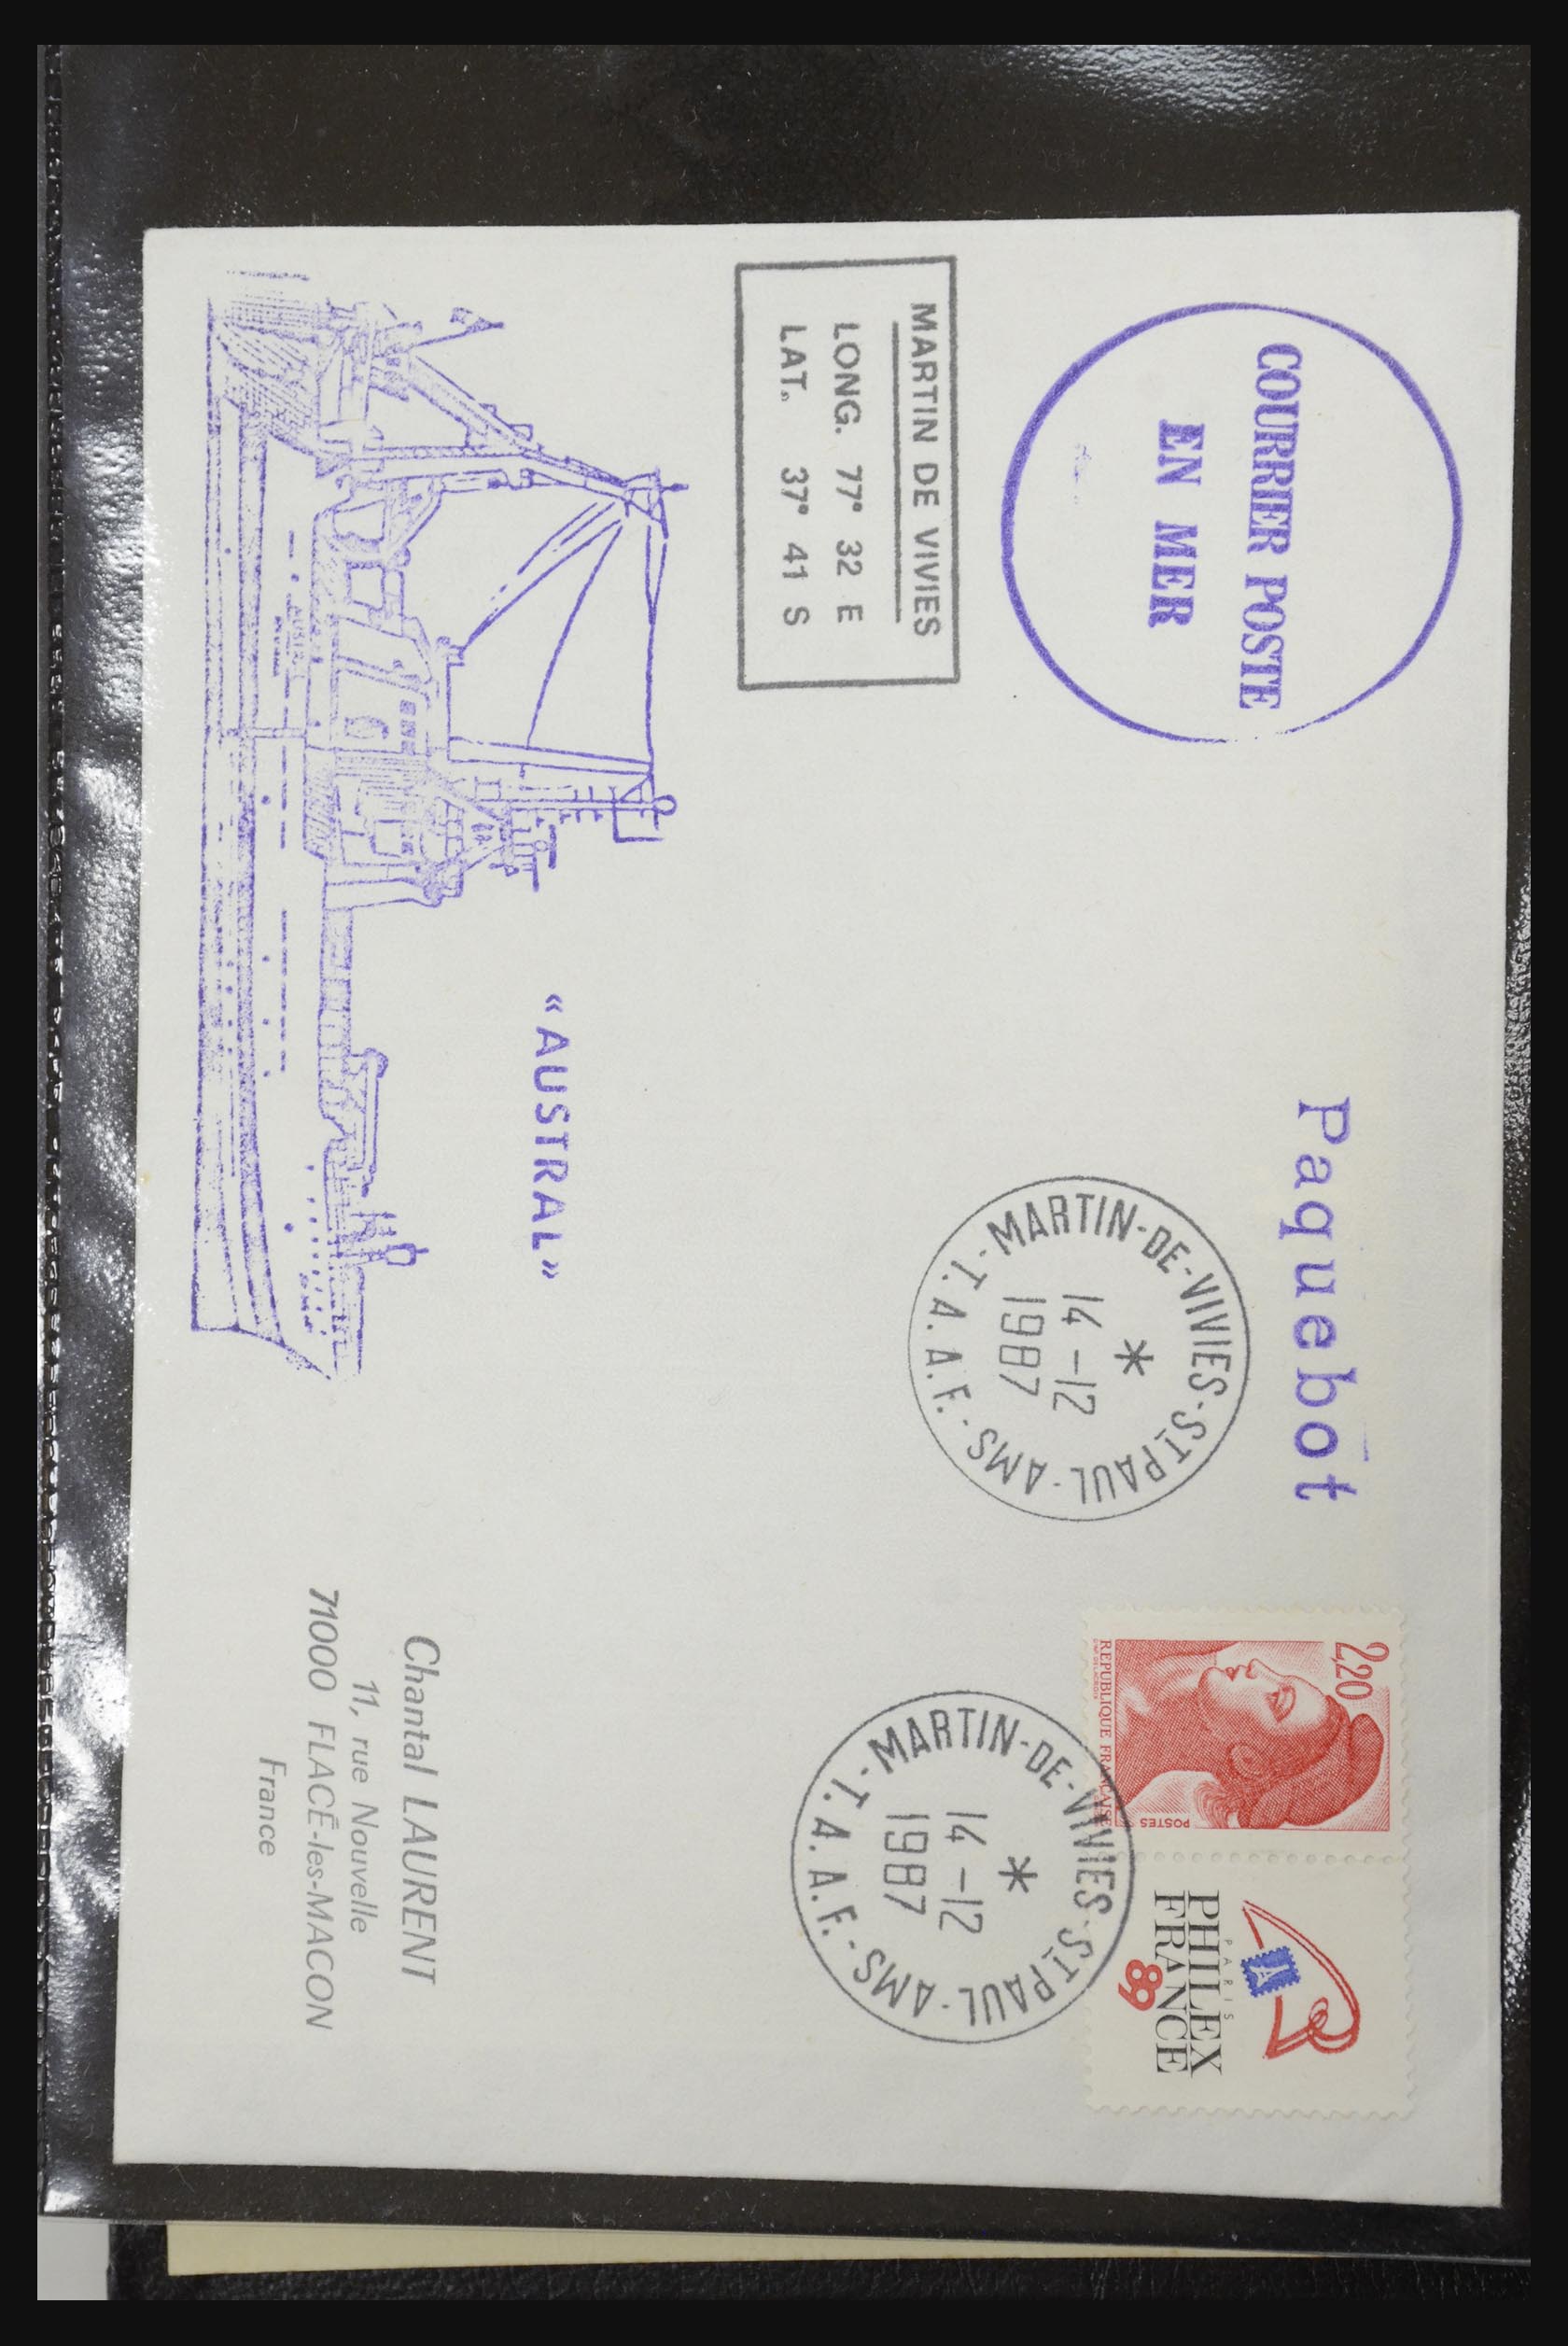 COURRIER POSTE
EN MER
Paquebot
2,20
REPUBLIQUE FRANÇAISE
POSTES
PARIS
PHILEX
FRANCE
89
MARTIN DE VIVIES
LONG. 77° 32 E
LAT. 37° 41 S
MARTIN-DE-VIVIES-ST PAUL-AMS
*
14-12
1987
T.A.A.F.
MARTIN-DE-VIVIES-ST PAUL-AMS
*
14-12
1987
T.A.A.F.
«AUSTRAL»
Chantal LAURENT
11, rue Nouvelle
71000 FLACÉ-les-MACON
France